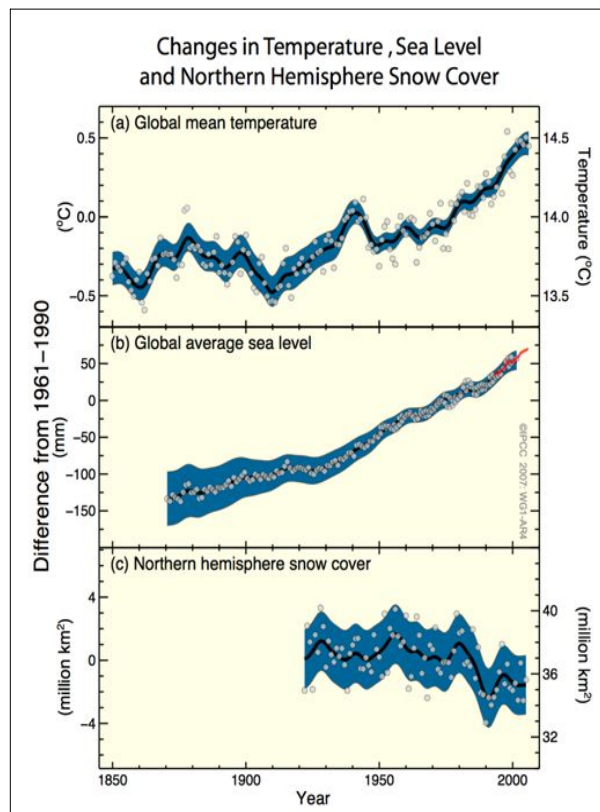 Changes in Temperature , Sea Level
and Northern Hemisphere Snow Cover
Difference from 1961–1990
(a) Global mean temperature
(°C)
0.5
0.0
−0.5
Temperature (°C)
14.5
14.0
13.5
(b) Global average sea level
(mm)
50
0
−50
−100
−150
©IPCC 2007: WG1-AR4
(c) Northern hemisphere snow cover
(million km²)
4
0
−4
(million km²)
40
36
32
1850
1900
1950
2000
Year